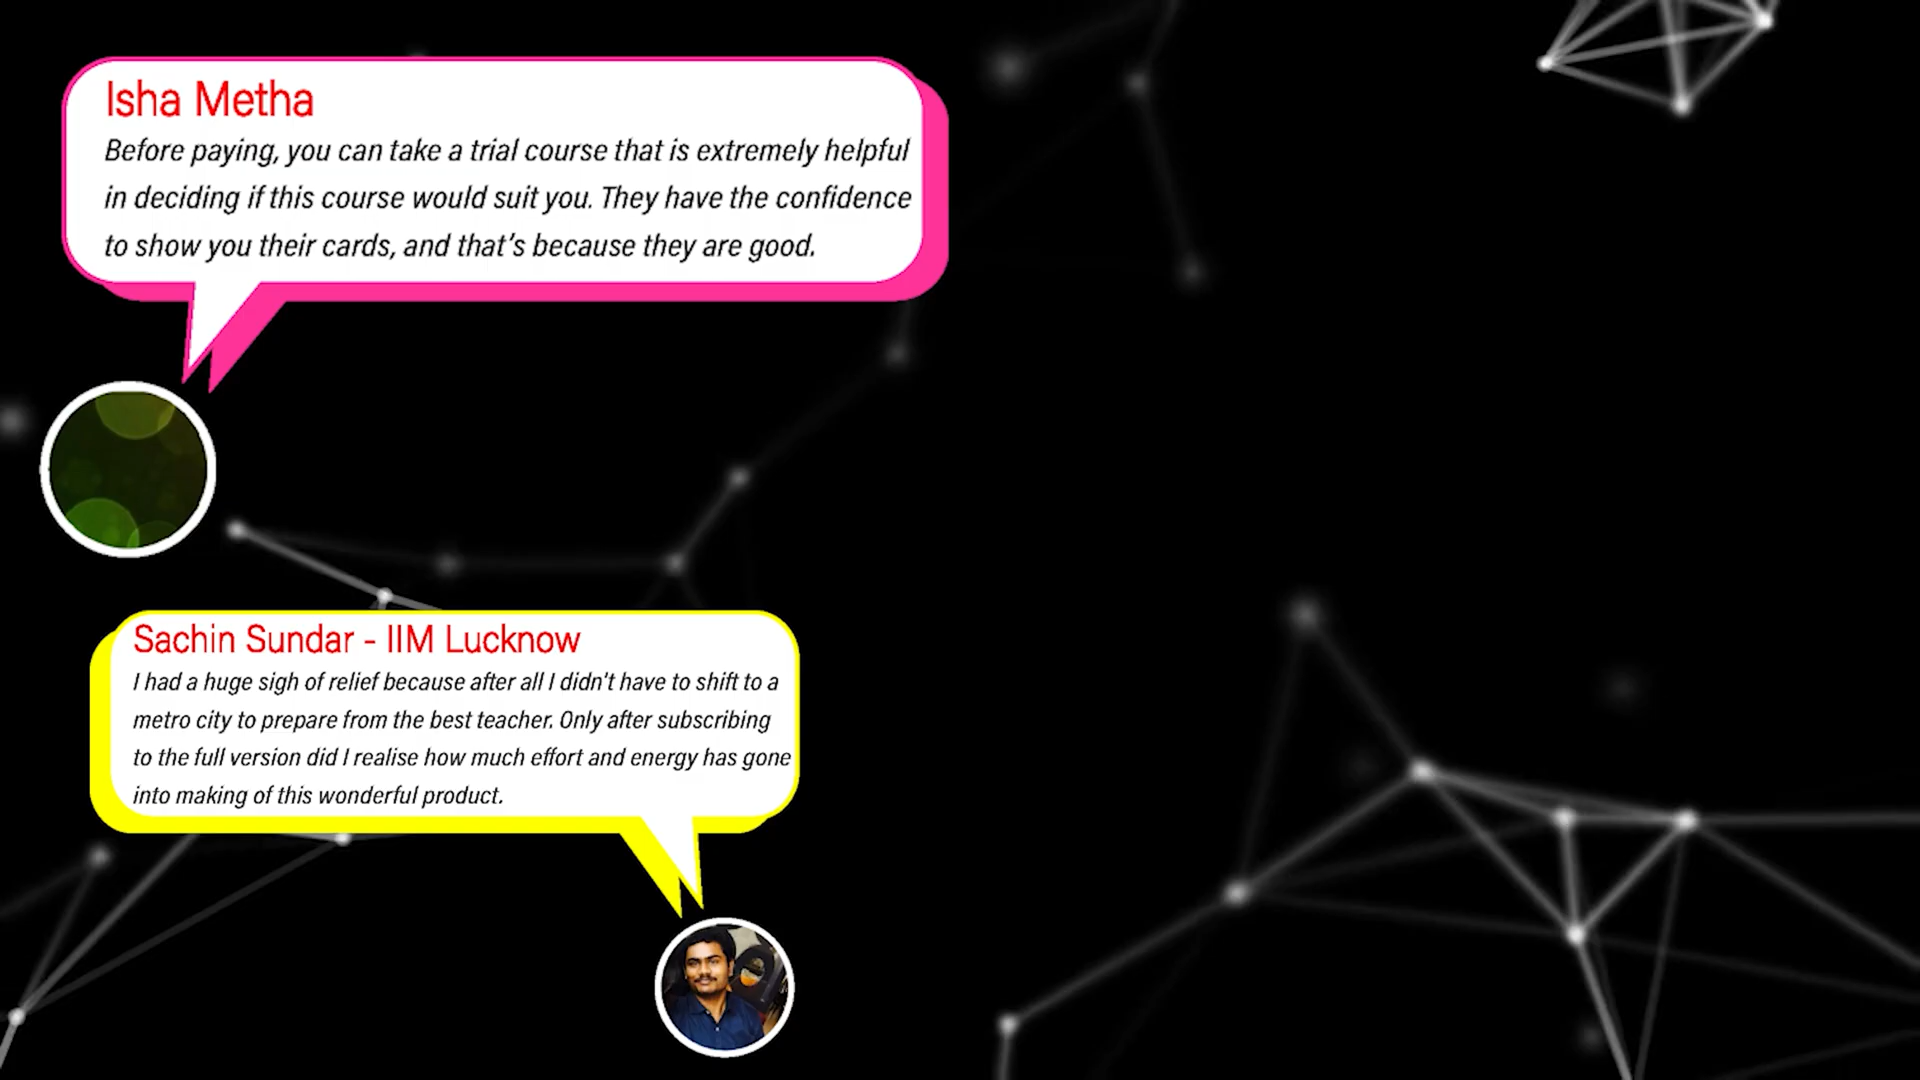 Isha Metha
Before paying, you can take a trial course that is extremely helpful
in deciding if this course would suit you. They have the confidence
to show you their cards, and that's because they are good.
Sachin Sundar - IIM Lucknow
I had a huge sigh of relief because after all I didn't have to shift to a
metro city to prepare from the best teacher. Only after subscribing
to the full version did I realise how much effort and energy has gone
into making of this wonderful product.